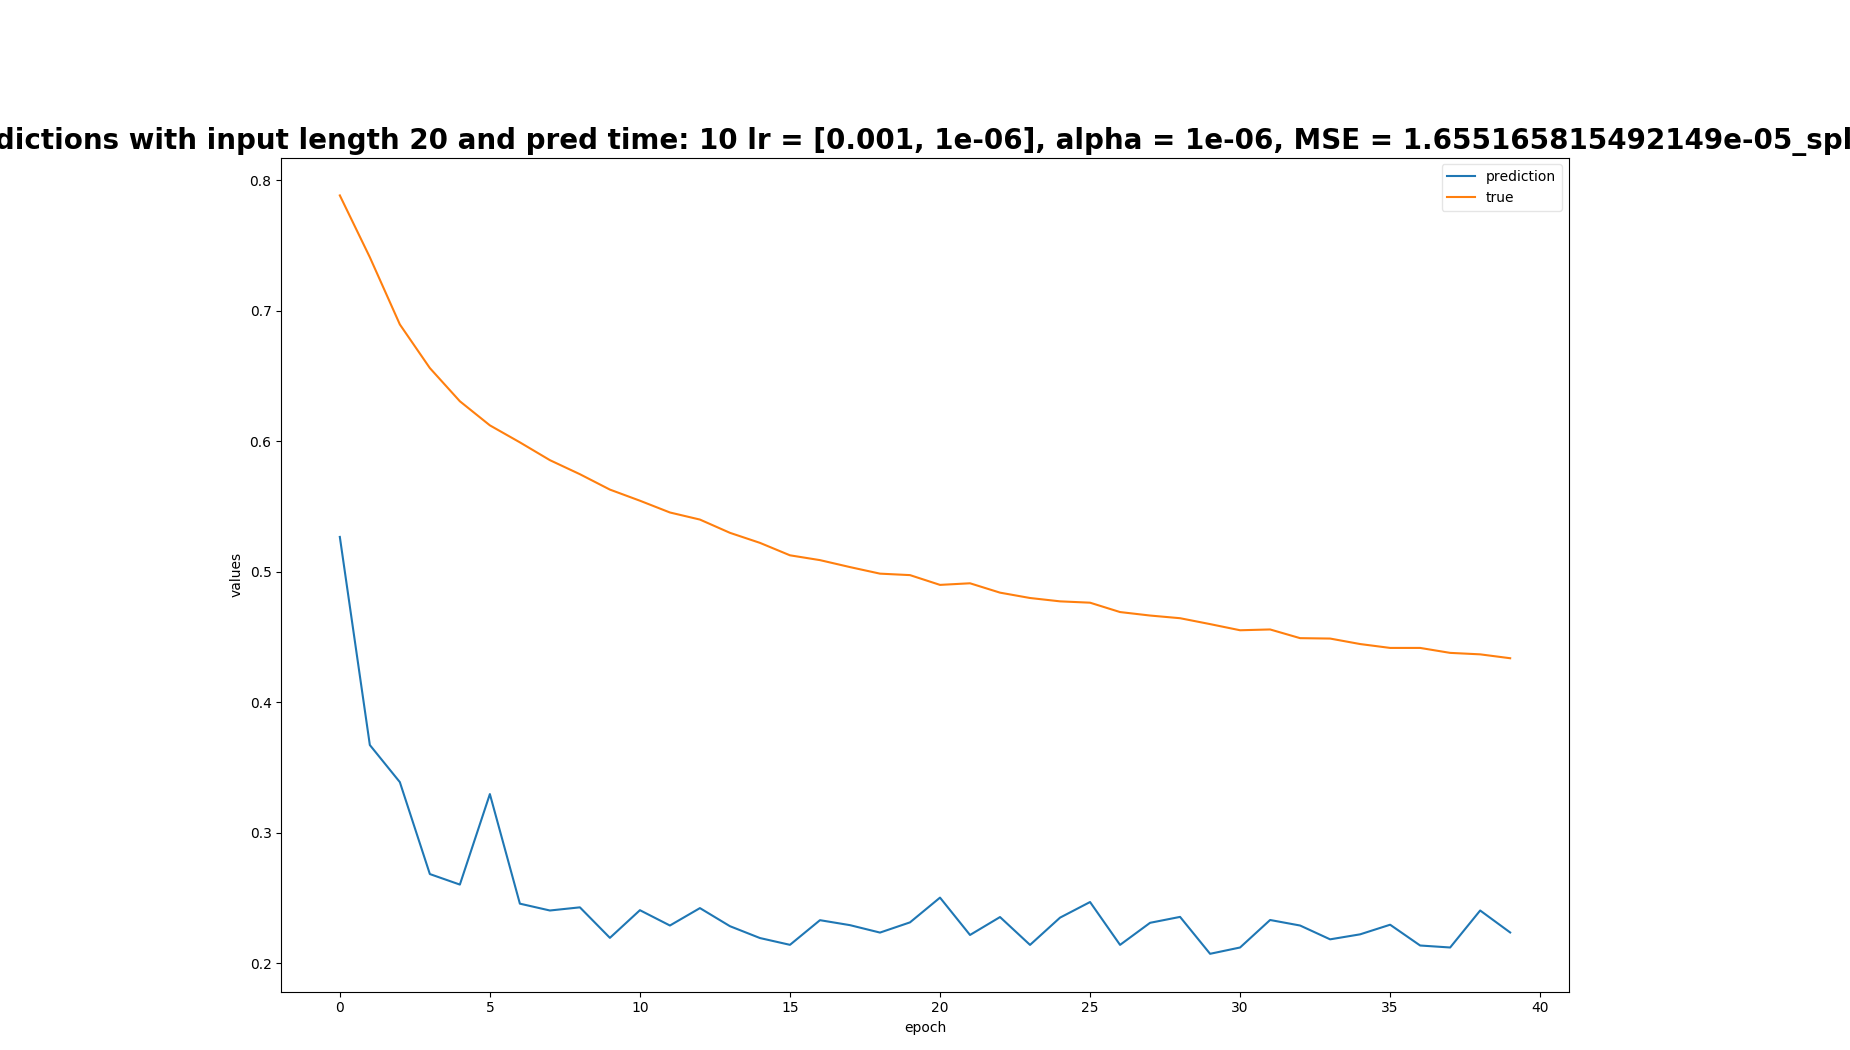 dictions with input length 20 and pred time: 10 lr = [0.001, 1e-06], alpha = 1e-06, MSE = 1.655165815492149e-05_spl
prediction
true
0.8
0.7
0.6
0.5
0.4
0.3
0.2
values
0 5 10 15 20 25 30 35 40
epoch